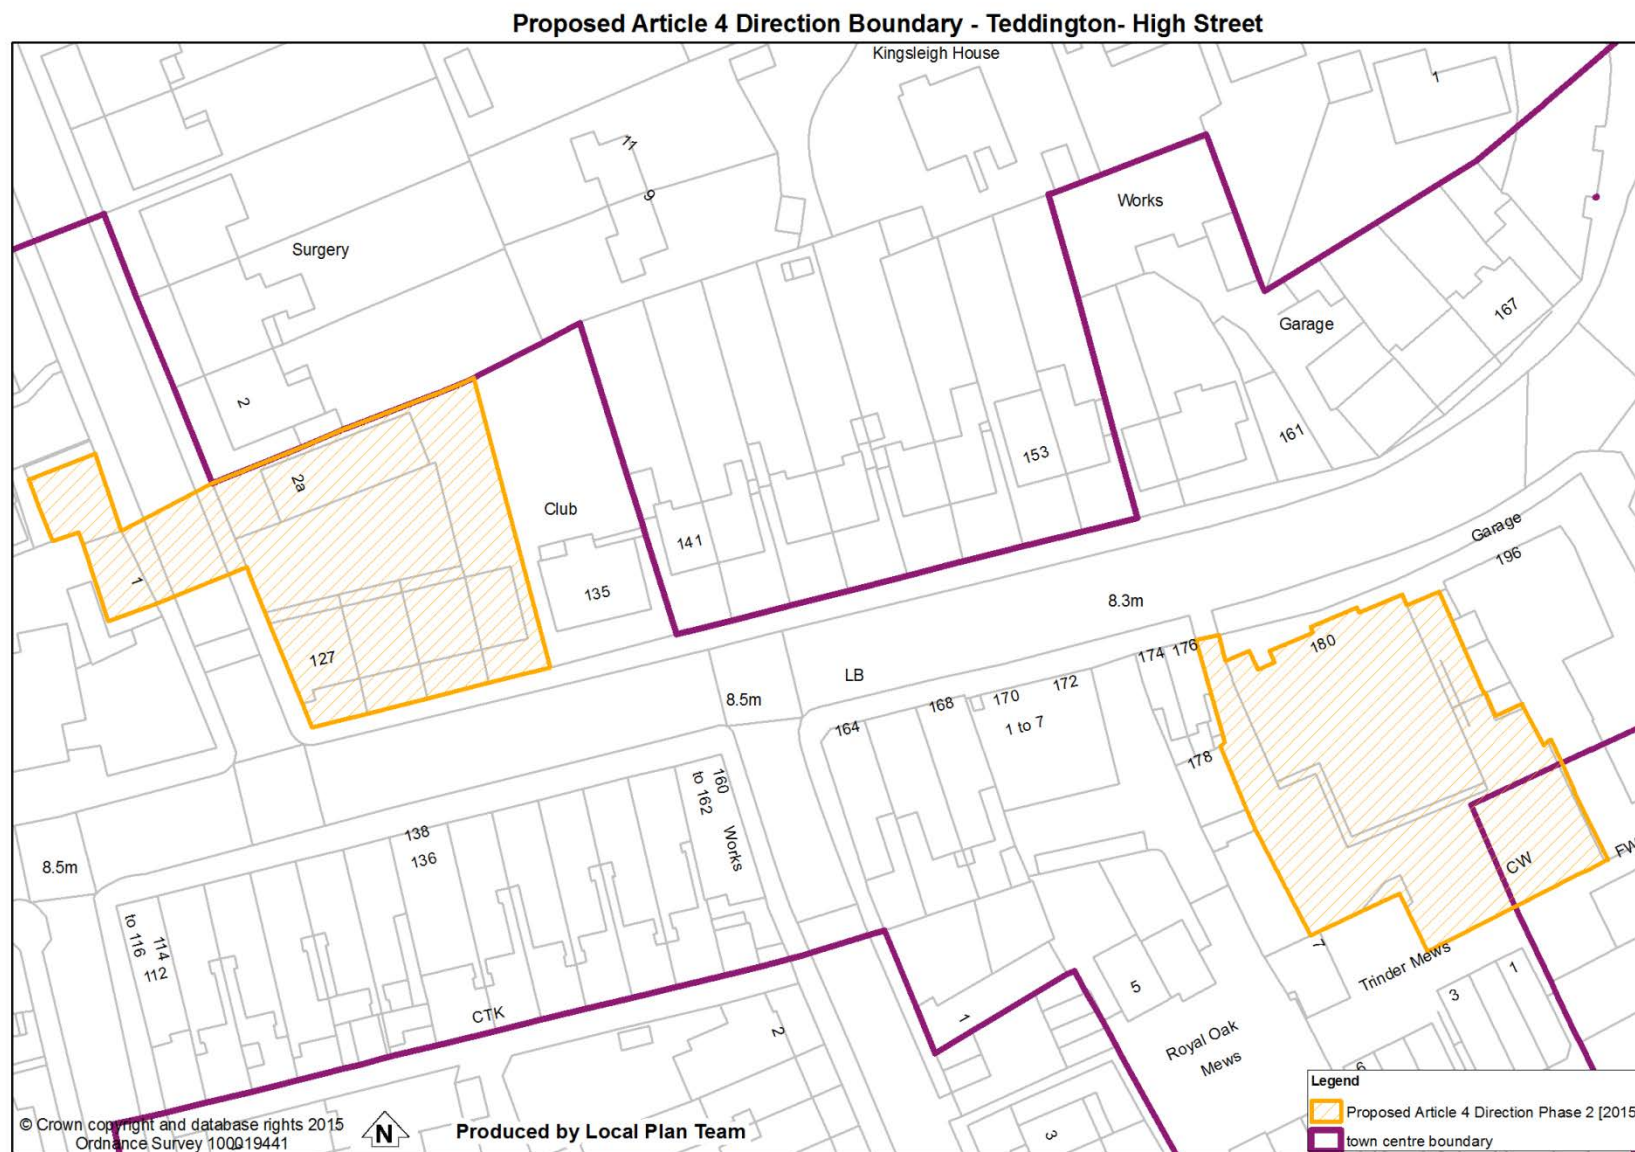 Proposed Article 4 Direction Boundary - Teddington- High Street
Kingsleigh House
1
11
9
Works
Surgery
Garage
167
2
161
153
2a
Club
141
135
Garage
196
1
8.3m
127
180
174
176
LB
8.5m
172
170
168
164
1 to 7
178
160
to 162
Works
138
136
8.5m
CW
FW
114
to 116
112
7
Trinder Mews
1
3
5
CTK
2
1
Royal Oak
Mews
6
3
Legend
Proposed Article 4 Direction Phase 2 [2015
town centre boundary
© Crown copyright and database rights 2015
Ordnance Survey 100019441
N
Produced by Local Plan Team